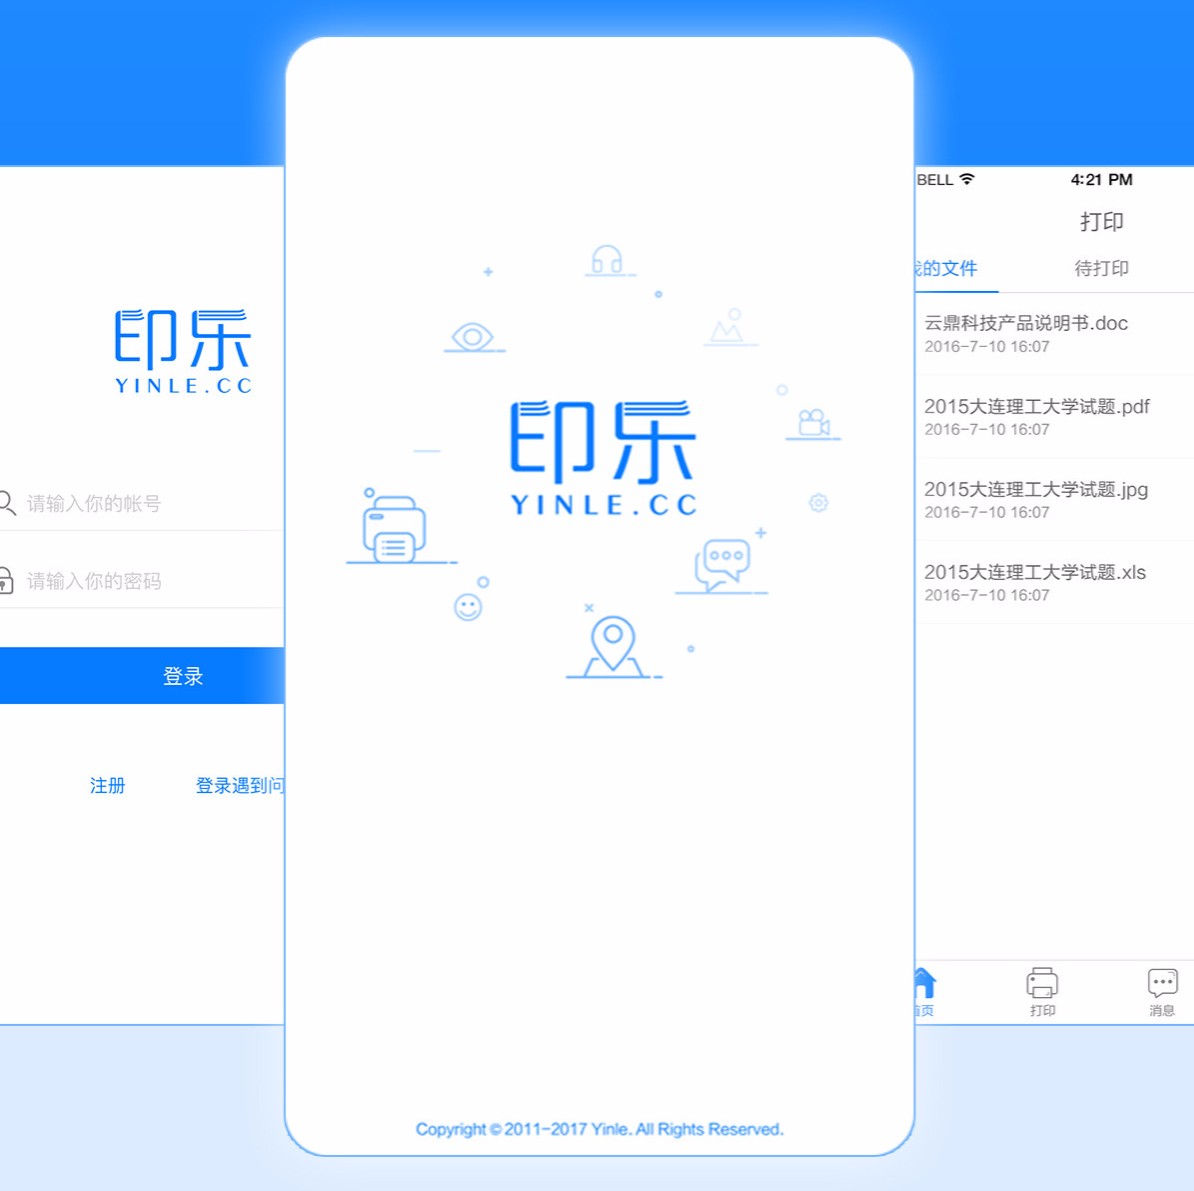 印乐
YINLE.CC
请输入你的帐号
请输入你的密码
登录
注册
登录遇到问
印乐
YINLE.CC
Copyright © 2011-2017 Yinle. All Rights Reserved.
BELL
4:21 PM
打印
的文件
待打印
云鼎科技产品说明书.doc
2016-7-10 16:07
2015大连理工大学试题.pdf
2016-7-10 16:07
2015大连理工大学试题.jpg
2016-7-10 16:07
2015大连理工大学试题.xls
2016-7-10 16:07
页
打印
消息